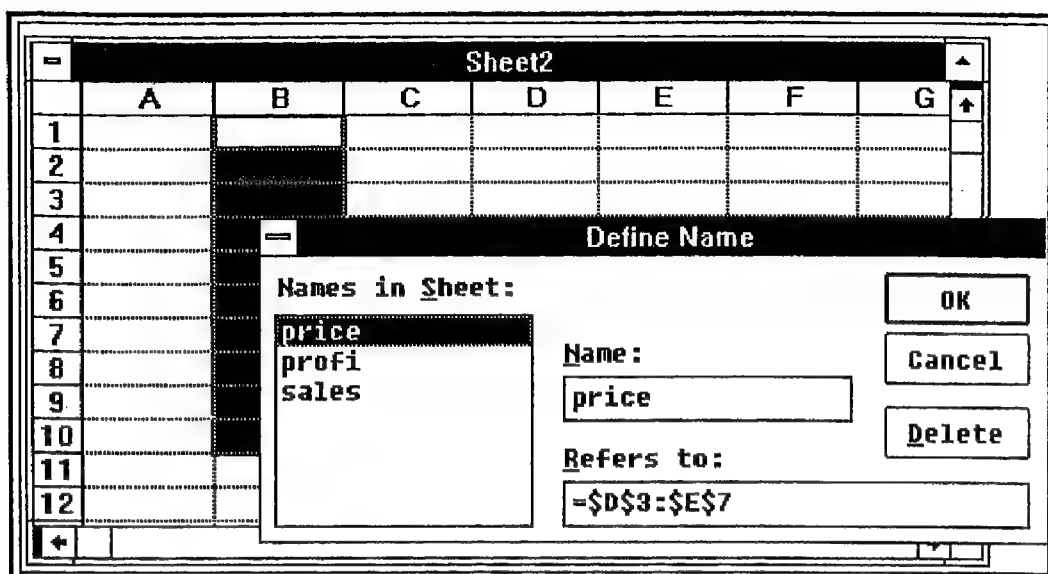 Sheet2
A B C D E F G
1
2
3
4
Define Name
5
Names in Sheet:
6
OK
7
price
8
profi
Name:
Cancel
9
sales
price
10
Delete
11
Refers to:
12
=$D$3:$E$7